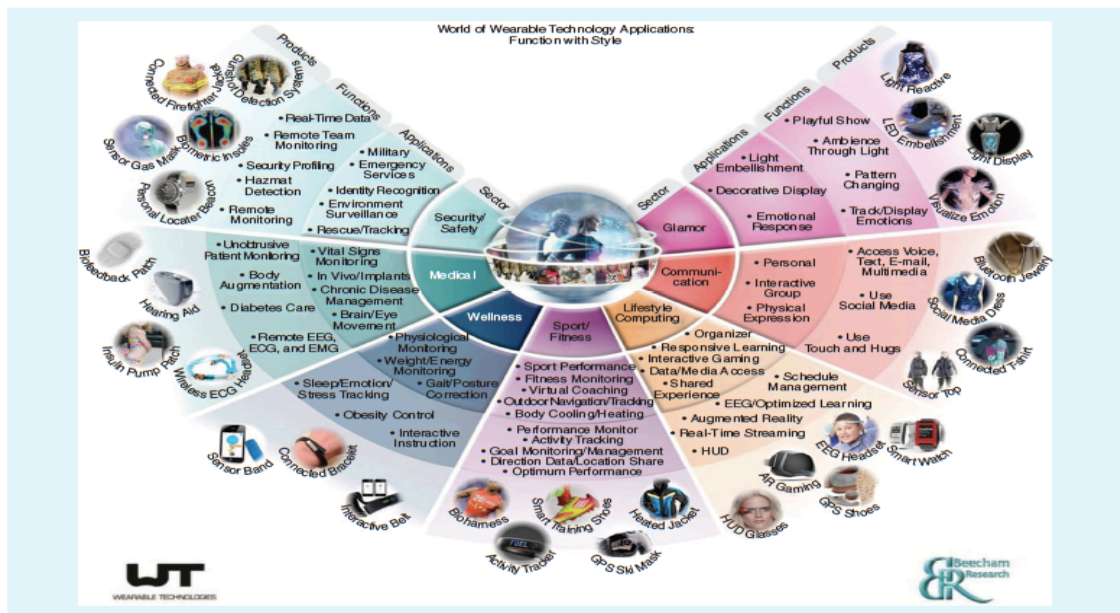 World of Wearable Technology Applications:
Function with Style
Products
Functions
Applications
Sector
Connected Firefighter Jacket
Gunshot Detection Systems
Sensor Gas Mask
Biometric Insoles
Personal Locater Beacon
• Real-Time Data
• Remote Team
Monitoring
• Security Profiling
• Hazmat
Detection
• Remote
Monitoring
• Military
• Emergency
Services
• Identity Recognition
• Environment
Surveillance
• Rescue/Tracking
Security/
Safety
Biofeedback Patch
Hearing Aid
Insulin Pump Patch
Wireless ECG Headset
• Unobtrusive
Patient Monitoring
• Body
Augmentation
• Diabetes Care
• Remote EEG,
ECG, and EMG
• Vital Signs
Monitoring
• In Vivo/Implants
• Chronic Disease
Management
• Brain/Eye
Movement
Medical
Sensor Band
Connected Bracelet
Interactive Belt
• Sleep/Emotion/
Stress Tracking
• Obesity Control
• Interactive
Instruction
• Physiological
Monitoring
• Weight/Energy
Monitoring
• Gait/Posture
Correction
Wellness
Sport/
Fitness
• Sport Performance
• Fitness Monitoring
• Virtual Coaching
• Outdoor Navigation/Tracking
• Body Cooling/Heating
• Performance Monitor
• Activity Tracking
• Goal Monitoring/Management
• Direction Data/Location Share
• Optimum Performance
Bioharness
Smart Training Shoes
Heated Jacket
Activity Tracker
GPS Ski Mask
Lifestyle
Computing
• Organizer
• Responsive Learning
• Interactive Gaming
• Data/Media Access
• Shared
Experience
• Schedule
Management
• EEG/Optimized Learning
• Augmented Reality
• Real-Time Streaming
• HUD
EEG Headset
Smart Watch
AR Gaming
GPS Shoes
HUD Glasses
Communi-
cation
• Personal
• Interactive
Group
• Physical
Expression
• Access Voice,
Text, E-mail,
Multimedia
• Use
Social Media
• Use
Touch and Hugs
Bluetooth Jewelry
Social Media Dress
Connected T-shirt
Sensor Top
Products
Functions
Applications
Sector
Glamor
• Light
Embellishment
• Decorative Display
• Emotional
Response
• Playful Show
• Ambience
Through Light
• Pattern
Changing
• Track/Display
Emotions
Light Reactive
LED Embellishment
Light Display
Visualize Emotion
WT
WEARABLE TECHNOLOGIES
BR
Beecham
Research